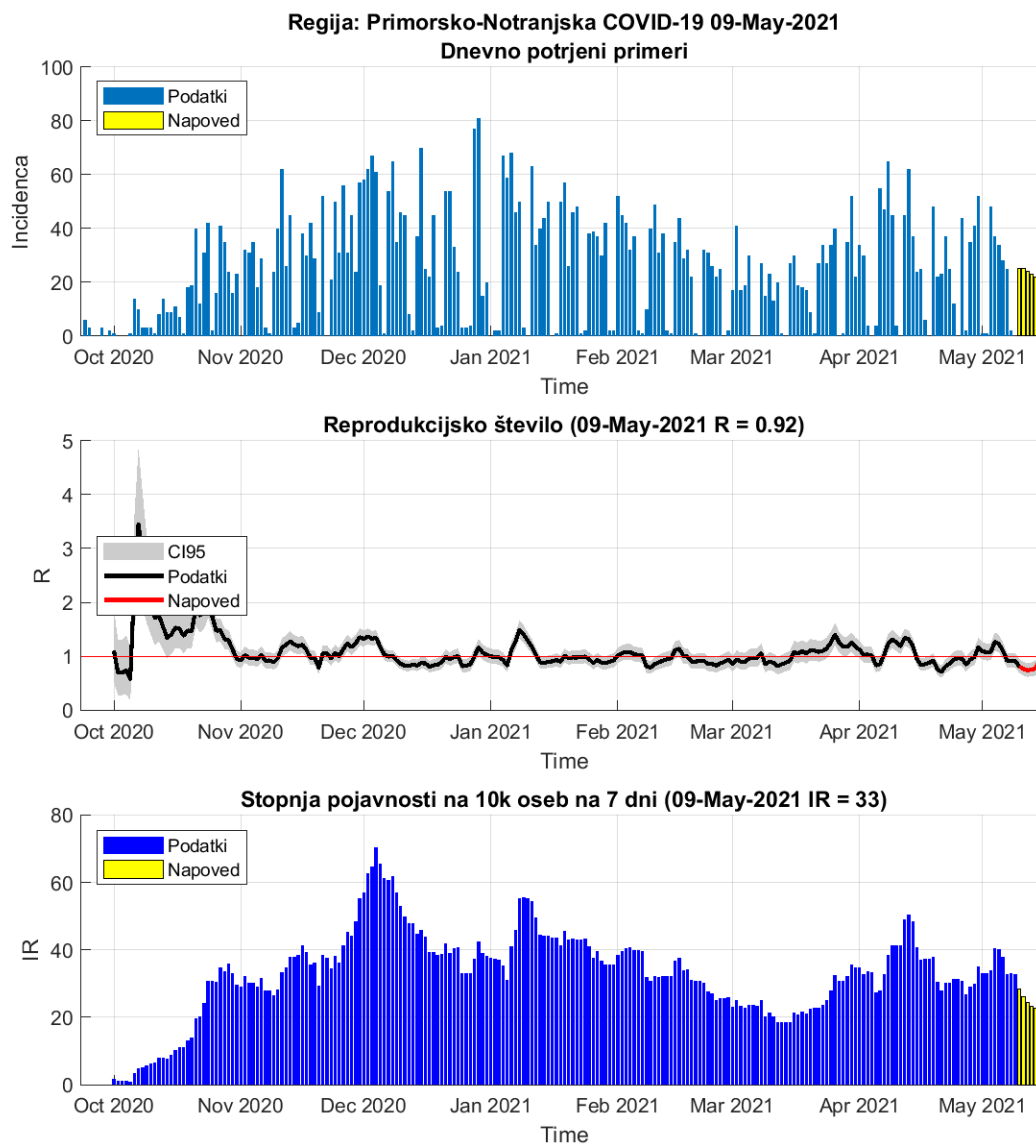 Regija: Primorsko-Notranjska COVID-19 09-May-2021
Dnevno potrjeni primeri
100
80
60
40
20
0
Incidenca
Podatki
Napoved
Oct 2020 Nov 2020 Dec 2020 Jan 2021 Feb 2021 Mar 2021 Apr 2021 May 2021
Time
Reprodukcijsko število (09-May-2021 R = 0.92)
5
4
3
2
1
0
R
CI95
Podatki
Napoved
Oct 2020 Nov 2020 Dec 2020 Jan 2021 Feb 2021 Mar 2021 Apr 2021 May 2021
Time
Stopnja pojavnosti na 10k oseb na 7 dni (09-May-2021 IR = 33)
80
60
40
20
0
IR
Podatki
Napoved
Oct 2020 Nov 2020 Dec 2020 Jan 2021 Feb 2021 Mar 2021 Apr 2021 May 2021
Time